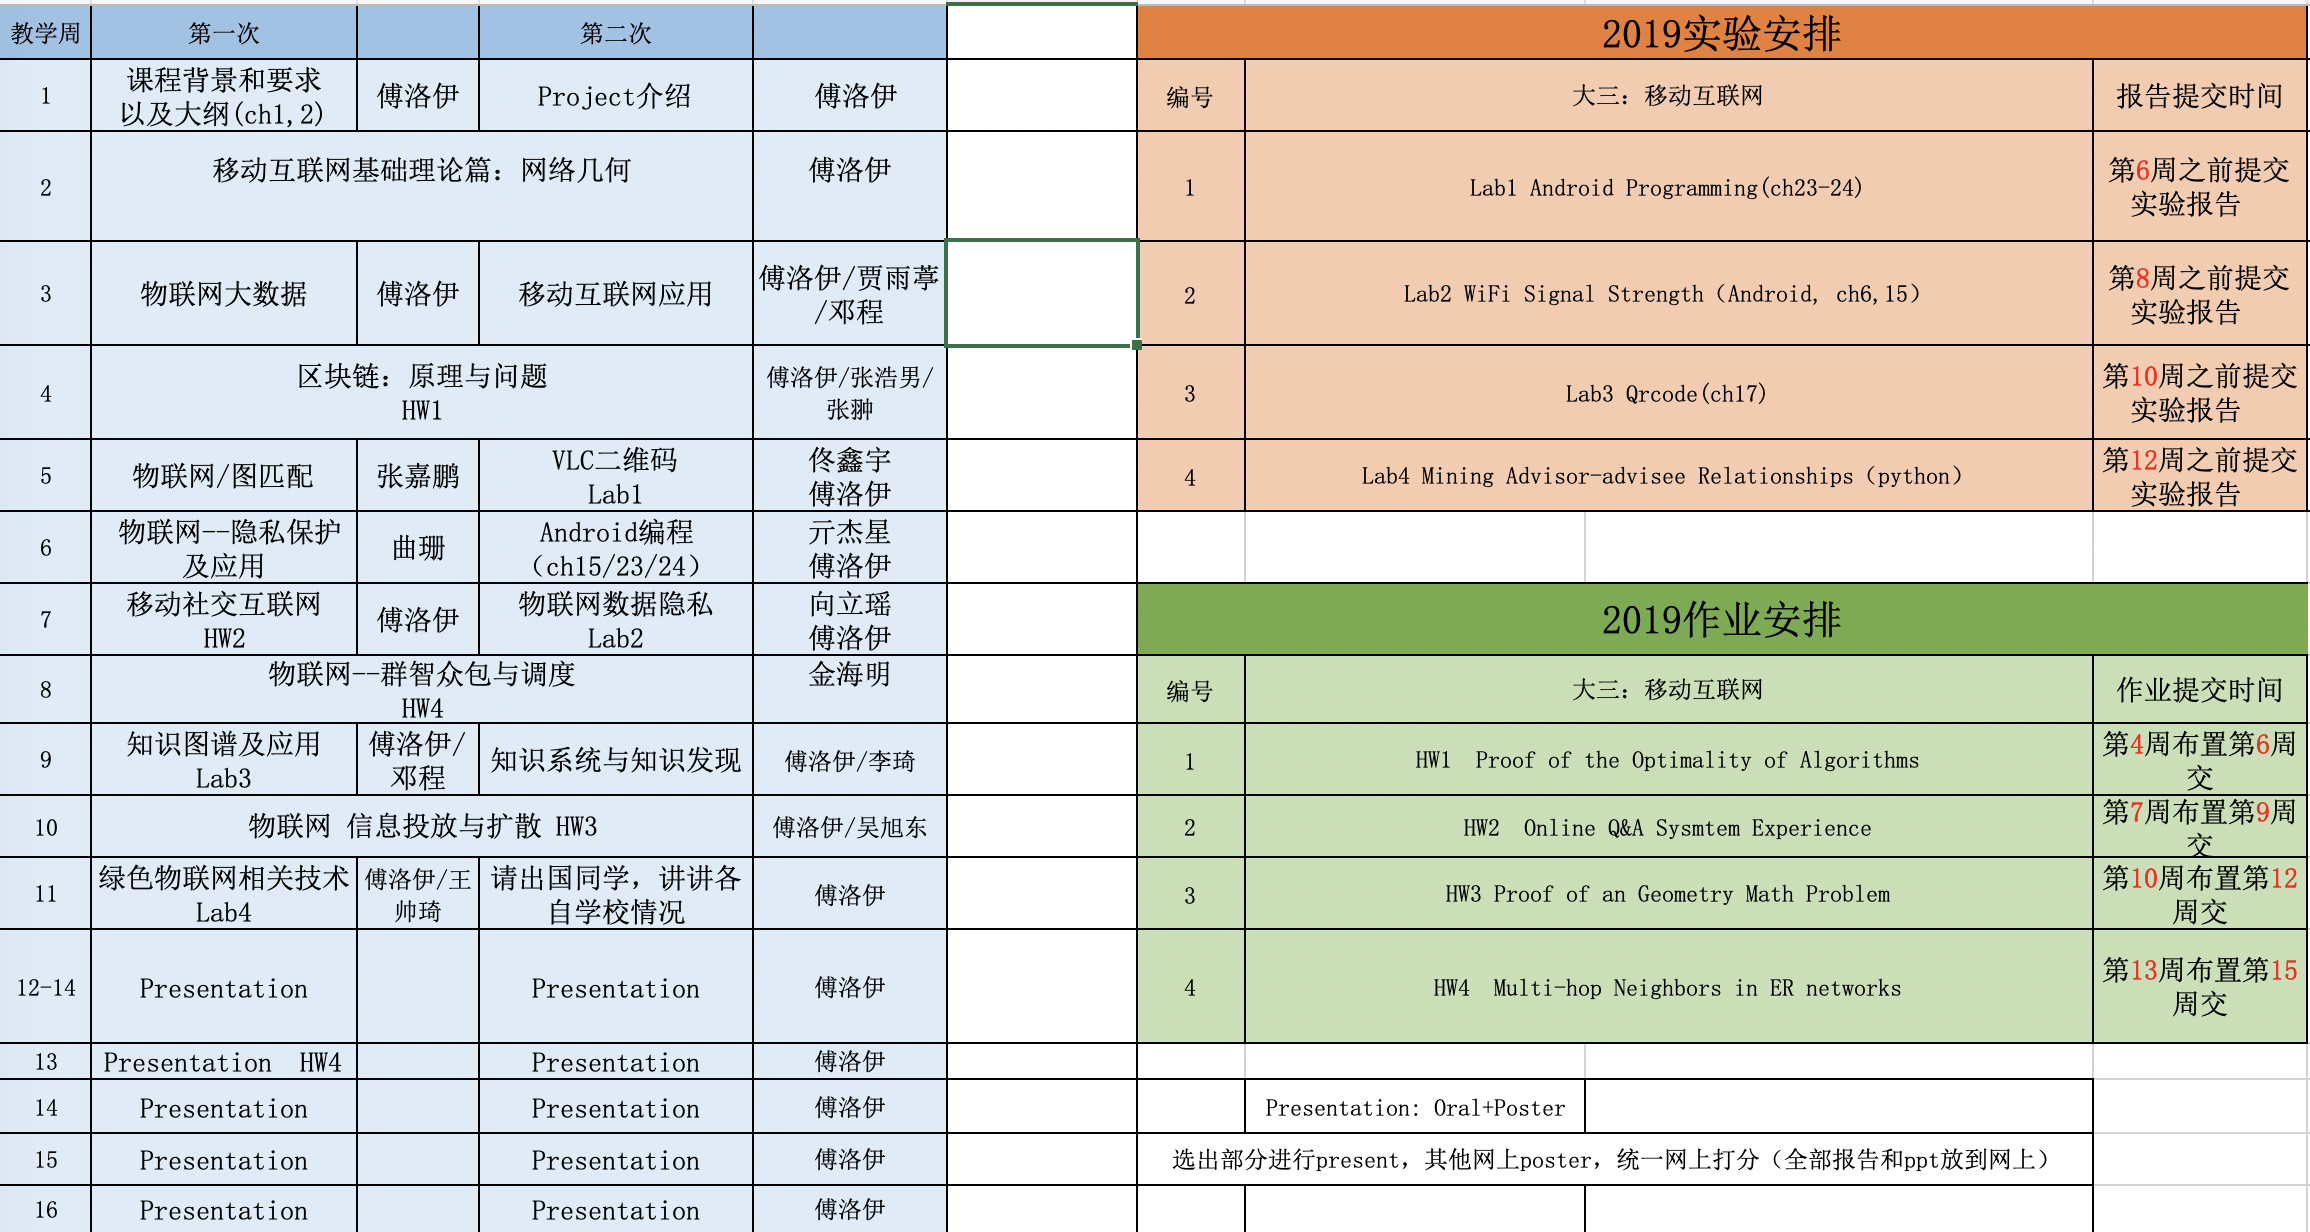 教学周 第一次 第二次
1 课程背景和要求 傅洛伊 Project介绍 傅洛伊
以及大纲(ch1,2)
2 移动互联网基础理论篇：网络几何 傅洛伊
3 物联网大数据 傅洛伊 移动互联网应用 傅洛伊/贾雨葶
/邓程
4 区块链：原理与问题 傅洛伊/张浩男/
HW1 张翀
5 物联网/图匹配 张嘉鹏 VLC二维码 佟鑫宇
Lab1 傅洛伊
6 物联网--隐私保护 曲珊 Android编程 亓杰星
及应用 （ch15/23/24） 傅洛伊
7 移动社交互联网 傅洛伊 物联网数据隐私 向立瑶
HW2 Lab2 傅洛伊
8 物联网--群智众包与调度 金海明
HW4
9 知识图谱及应用 傅洛伊/ 知识系统与知识发现 傅洛伊/李琦
Lab3 邓程
10 物联网 信息投放与扩散 HW3 傅洛伊/吴旭东
11 绿色物联网相关技术 傅洛伊/王 请出国同学，讲讲各 傅洛伊
Lab4 帅琦 自学校情况
12-14 Presentation Presentation 傅洛伊
13 Presentation  HW4 Presentation 傅洛伊
14 Presentation Presentation 傅洛伊
15 Presentation Presentation 傅洛伊
16 Presentation Presentation 傅洛伊
2019实验安排
编号 大三：移动互联网 报告提交时间
1 Lab1 Android Programming(ch23-24) 第6周之前提交
实验报告
2 Lab2 WiFi Signal Strength（Android, ch6,15） 第8周之前提交
实验报告
3 Lab3 Qrcode(ch17) 第10周之前提交
实验报告
4 Lab4 Mining Advisor-advisee Relationships（python） 第12周之前提交
实验报告
2019作业安排
编号 大三：移动互联网 作业提交时间
1 HW1  Proof of the Optimality of Algorithms 第4周布置第6周
交
2 HW2  Online Q&A Sysmtem Experience 第7周布置第9周
交
3 HW3 Proof of an Geometry Math Problem 第10周布置第12
周交
4 HW4  Multi-hop Neighbors in ER networks 第13周布置第15
周交
Presentation: Oral+Poster
选出部分进行present，其他网上poster，统一网上打分（全部报告和ppt放到网上）